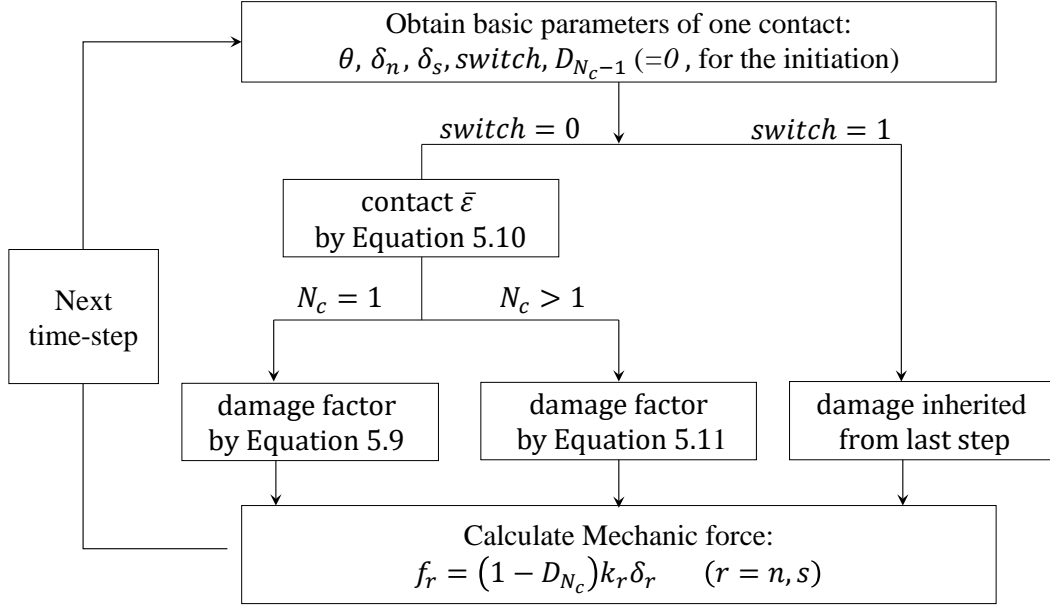 Obtain basic parameters of one contact:
θ, δ_n, δ_s, switch, D_{N_c−1} (=0 , for the initiation)
switch = 0
switch = 1
contact ε̄
by Equation 5.10
N_c = 1
N_c > 1
Next
time-step
damage factor
by Equation 5.9
damage factor
by Equation 5.11
damage inherited
from last step
Calculate Mechanic force:
f_r = (1 − D_{N_c})k_rδ_r (r = n, s)